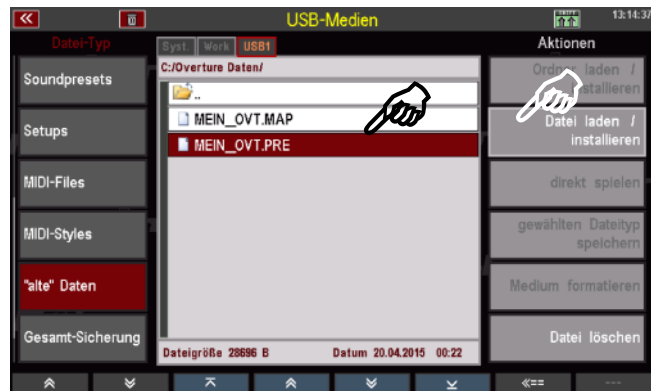 USB-Medien
13:14:37
Datei-Typ
Syst. Work USB1
Aktionen
Soundpresets
C:/Overture Daten/
Ordner laden /
installieren
..
Setups
MEIN_OVT.MAP
Datei laden /
installieren
MEIN_OVT.PRE
MIDI-Files
direkt spielen
MIDI-Styles
gewählten Dateityp
speichern
"alte" Daten
Medium formatieren
Gesamt-Sicherung
Datei löschen
Dateigröße 28696 B Datum 20.04.2015 00:22
«== ---